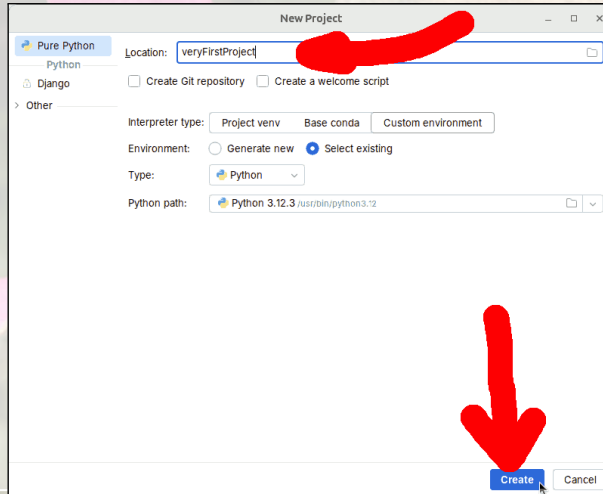 New Project
Pure Python
Python
Django
Other
Location: veryFirstProject
Create Git repository Create a welcome script
Interpreter type: Project venv Base conda Custom environment
Environment: Generate new Select existing
Type: Python
Python path: Python 3.12.3 /usr/bin/python3.12
Create Cancel